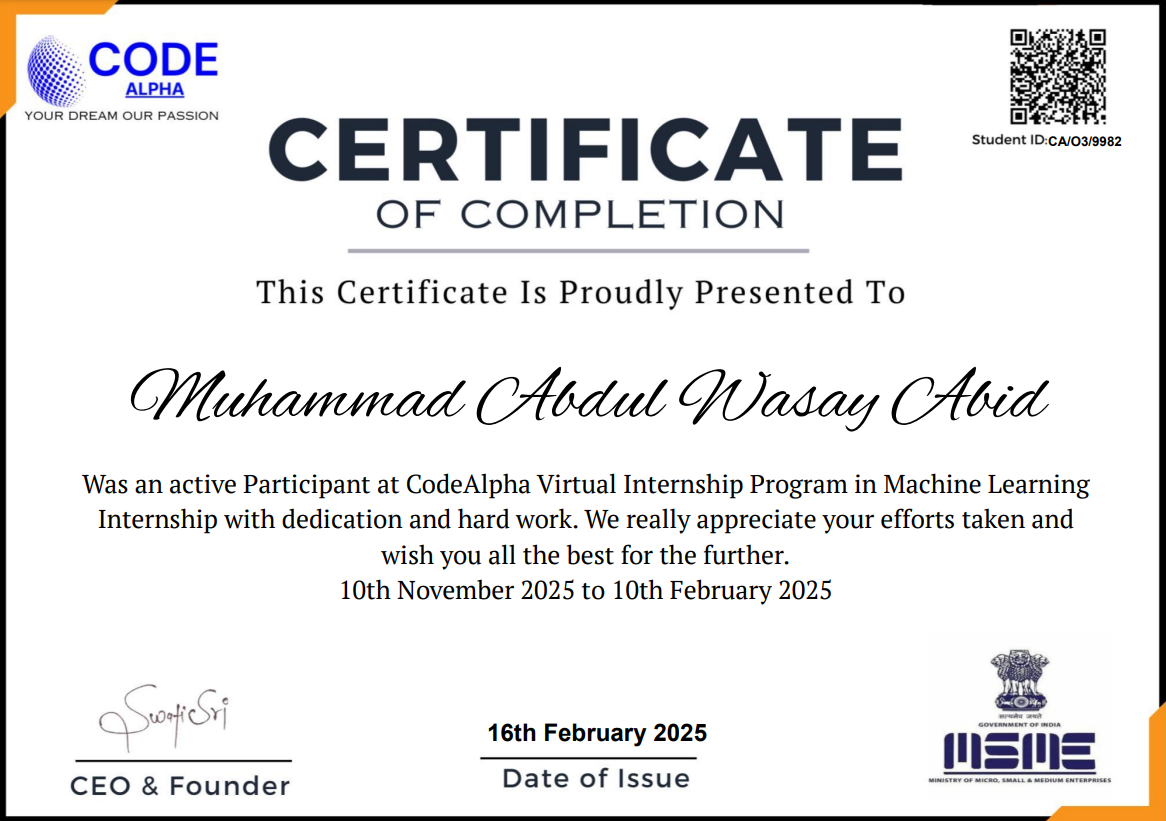 CODE
ALPHA
YOUR DREAM OUR PASSION
Student ID:CA/O3/9982
CERTIFICATE
OF COMPLETION
This Certificate Is Proudly Presented To
Muhammad Abdul Wasay Abid
Was an active Participant at CodeAlpha Virtual Internship Program in Machine Learning
Internship with dedication and hard work. We really appreciate your efforts taken and
wish you all the best for the further.
10th November 2025 to 10th February 2025
SwatiSri
CEO & Founder
16th February 2025
Date of Issue
सत्यमेव जयते
GOVERNMENT OF INDIA
MSME
MINISTRY OF MICRO, SMALL & MEDIUM ENTERPRISES